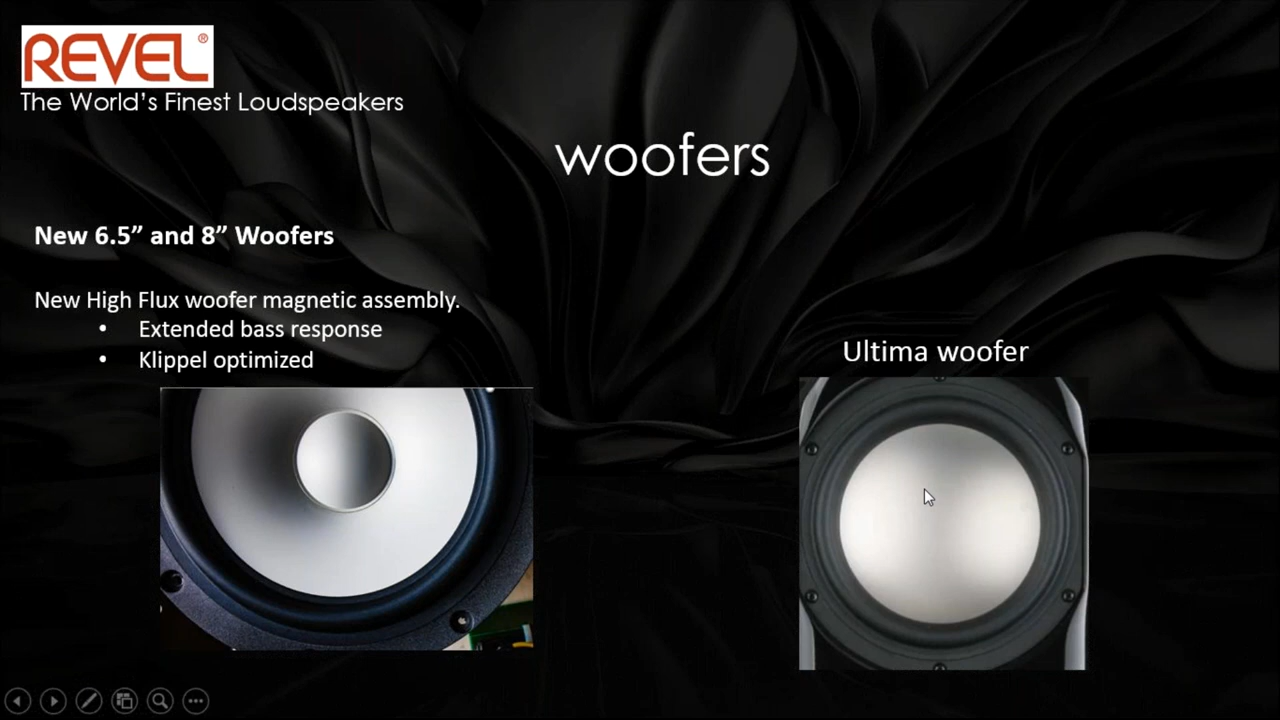 REVEL®
The World's Finest Loudspeakers
woofers
New 6.5” and 8” Woofers
New High Flux woofer magnetic assembly.
• Extended bass response
• Klippel optimized
Ultima woofer